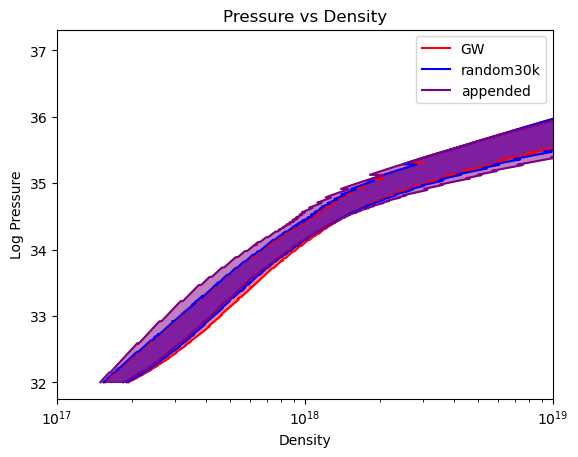 Pressure vs Density
GW
random30k
appended
Log Pressure
37
36
35
34
33
32
10^17
10^18
10^19
Density